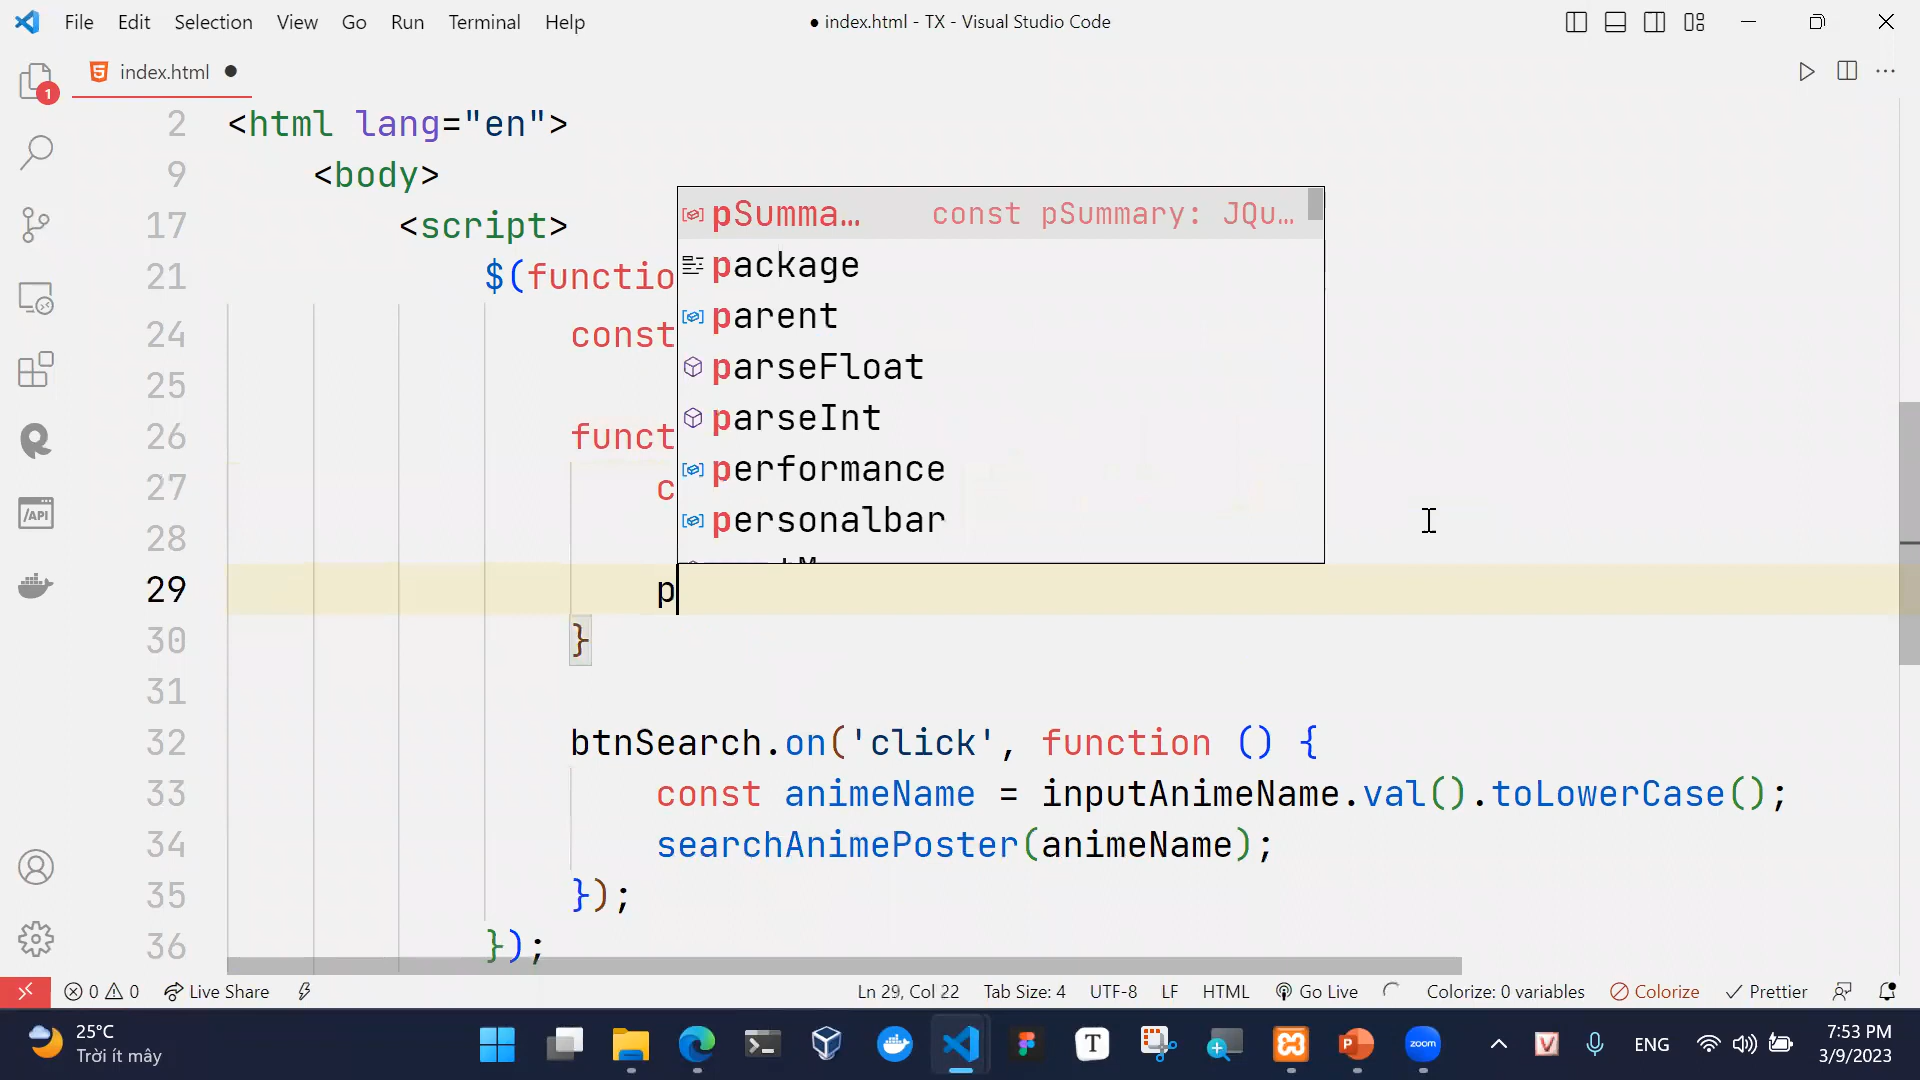 File Edit Selection View Go Run Terminal Help
● index.html - TX - Visual Studio Code
1
index.html ●
2 <html lang="en">
9 <body>
17 <script>
21 $(functio
24 const
25
26 funct
27 c
28
29 p
30 }
31
32 btnSearch.on('click', function () {
33 const animeName = inputAnimeName.val().toLowerCase();
34 searchAnimePoster(animeName);
35 });
36 });
pSumma… const pSummary: JQu…
package
parent
parseFloat
parseInt
performance
personalbar
/API
0 0 Live Share
Ln 29, Col 22 Tab Size: 4 UTF-8 LF HTML Go Live Colorize: 0 variables Colorize Prettier
25°C
Trời ít mây
T
zoom
V
ENG
7:53 PM
3/9/2023